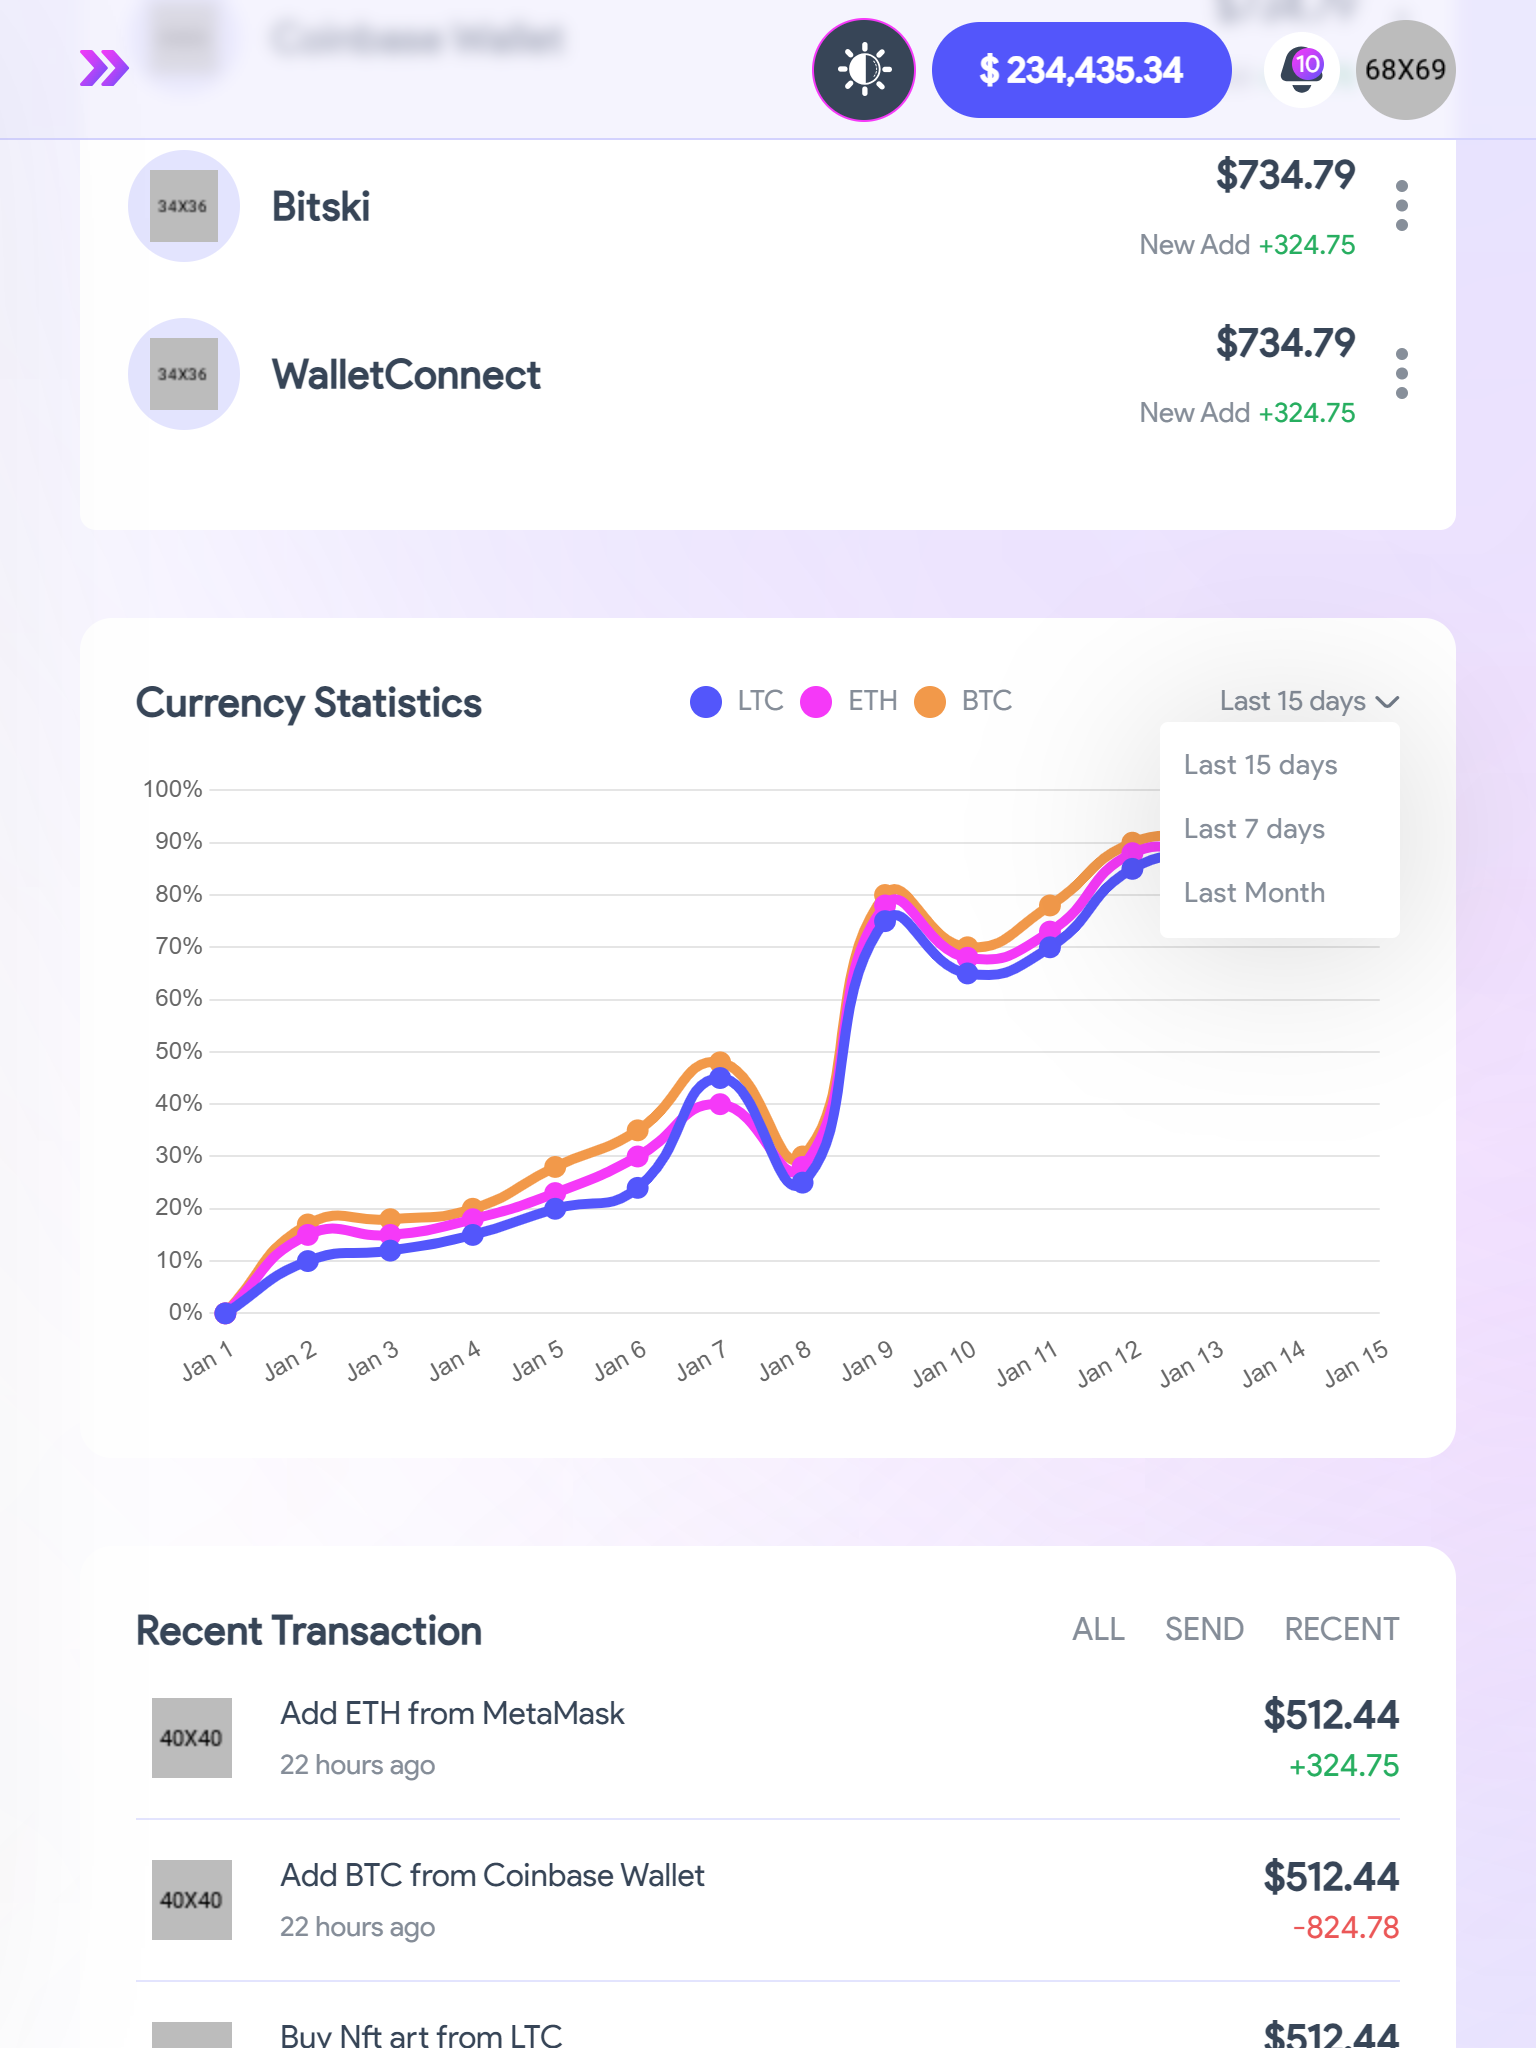 Coinbase Wallet
$ 234,435.34
10
68X69
34X36
Bitski
$734.79
New Add +324.75
34X36
WalletConnect
$734.79
New Add +324.75
Currency Statistics
LTC
ETH
BTC
Last 15 days
Last 15 days
Last 7 days
Last Month
100%
90%
80%
70%
60%
50%
40%
30%
20%
10%
0%
Jan 1
Jan 2
Jan 3
Jan 4
Jan 5
Jan 6
Jan 7
Jan 8
Jan 9
Jan 10
Jan 11
Jan 12
Jan 13
Jan 14
Jan 15
Recent Transaction
ALL
SEND
RECENT
40X40
Add ETH from MetaMask
$512.44
22 hours ago
+324.75
40X40
Add BTC from Coinbase Wallet
$512.44
22 hours ago
-824.78
Buy Nft art from LTC
$512.44